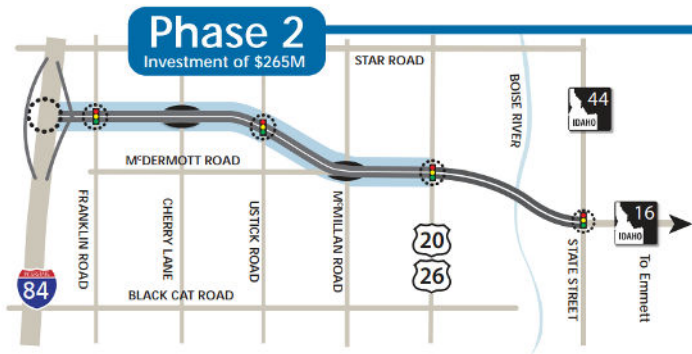 Phase 2
Investment of $265M
STAR ROAD
BOISE RIVER
44
IDAHO
McDERMOTT ROAD
FRANKLIN ROAD
CHERRY LANE
USTICK ROAD
McMILLAN ROAD
20
26
STATE STREET
16
IDAHO
To Emmett
84
BLACK CAT ROAD